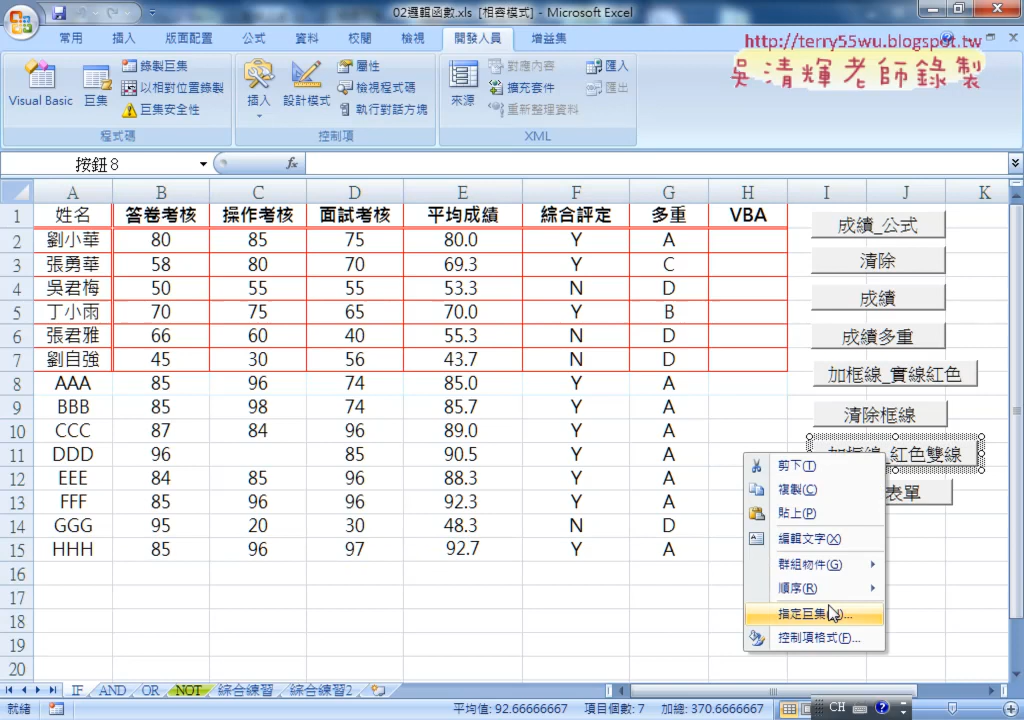 02邏輯函數.xls [相容模式] - Microsoft Excel
常用 插入 版面配置 公式 資料 校閱 檢視 開發人員 增益集
http://terry55wu.blogspot.tw
吳清輝老師錄製
Visual Basic 巨集 錄製巨集 以相對位置錄製 巨集安全性
插入 設計模式 屬性 檢視程式碼 執行對話方塊
來源 對應內容 擴充套件 重新整理資料 匯入 匯出
程式碼 控制項 XML
按鈕 8 fx
A B C D E F G H I J K
1 姓名 答卷考核 操作考核 面試考核 平均成績 綜合評定 多重 VBA
2 劉小華 80 85 75 80.0 Y A
3 張勇華 58 80 70 69.3 Y C
4 吳君梅 50 55 55 53.3 N D
5 丁小雨 70 75 65 70.0 Y B
6 張君雅 66 60 40 55.3 N D
7 劉自強 45 30 56 43.7 N D
8 AAA 85 96 74 85.0 Y A
9 BBB 85 98 74 85.7 Y A
10 CCC 87 84 96 89.0 Y A
11 DDD 96 85 90.5 Y A
12 EEE 84 85 96 88.3 Y A
13 FFF 85 96 96 92.3 Y A
14 GGG 95 20 30 48.3 N D
15 HHH 85 96 97 92.7 Y A
16
17
18
19
20
成績_公式
清除
成績
成績多重
加框線_實線紅色
清除框線
加框線_紅色雙線
表單
剪下(T)
複製(C)
貼上(P)
編輯文字(X)
群組物件(G)
順序(R)
指定巨集(N)...
控制項格式(F)...
IF AND OR NOT 綜合練習 綜合練習2
就緒 平均值: 92.66666667 項目個數: 7 加總: 370.6666667 CH